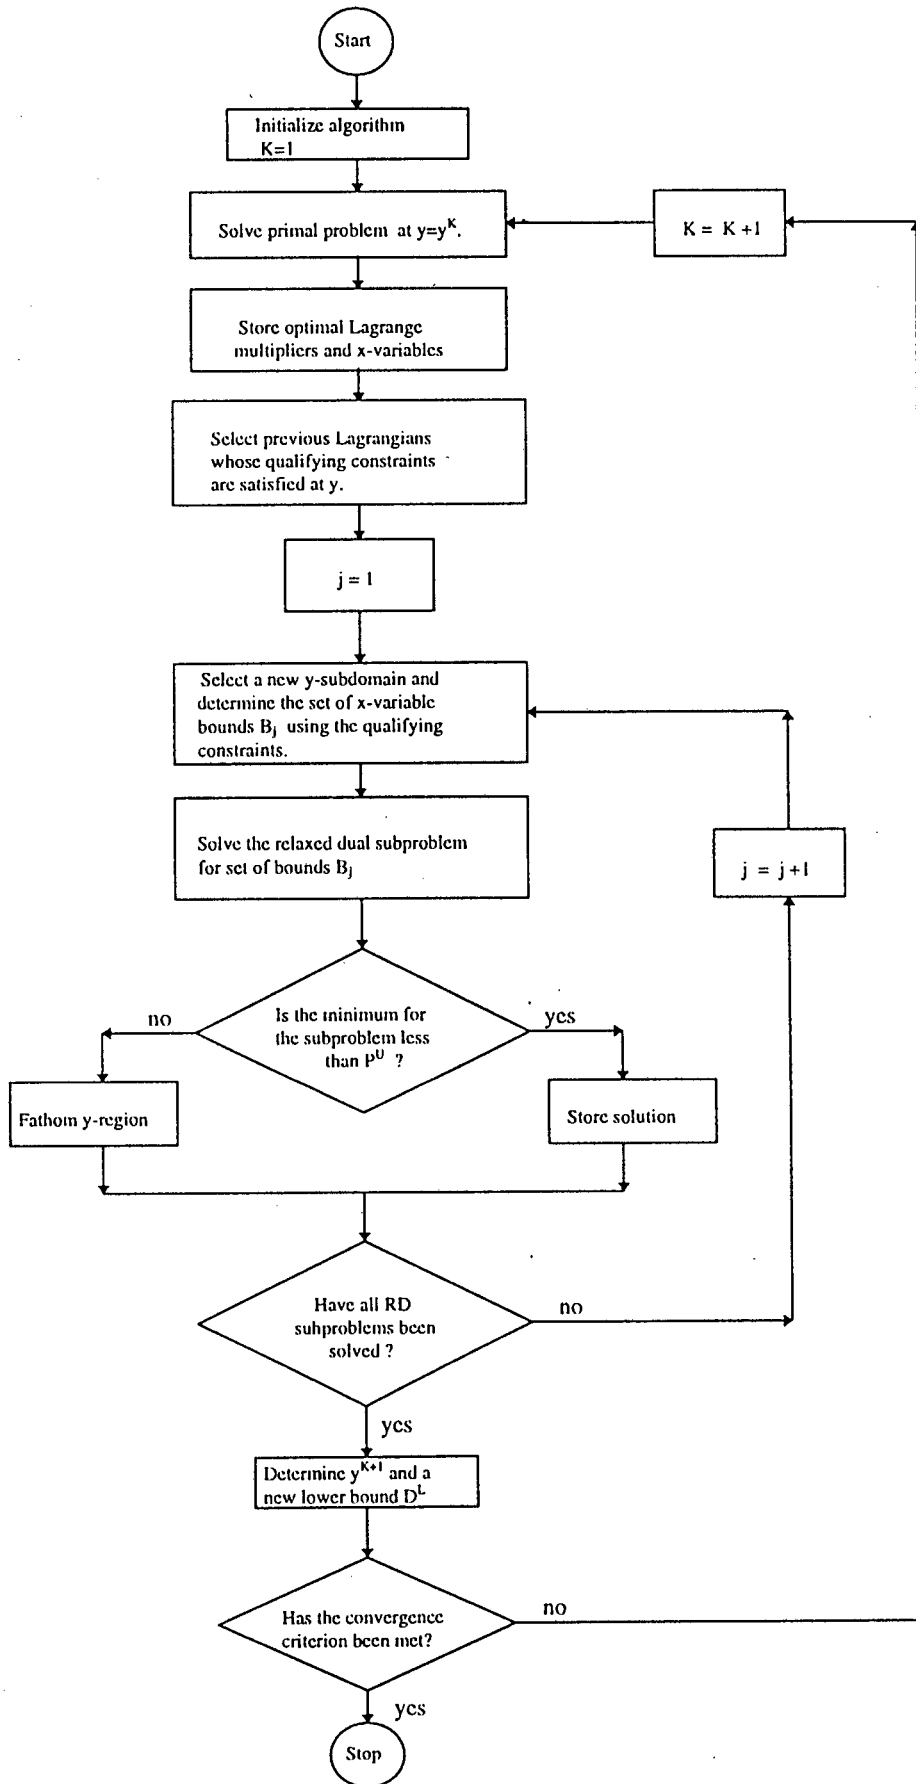 Start
Initialize algorithm
K=1
Solve primal problem at y=y^K.
K = K +1
Store optimal Lagrange
multipliers and x-variables
Select previous Lagrangians
whose qualifying constraints
are satisfied at y.
j = 1
Select a new y-subdomain and
determine the set of x-variable
bounds B_j using the qualifying
constraints.
Solve the relaxed dual subproblem
for set of bounds B_j
j = j+1
Is the minimum for
the subproblem less
than P^U ?
no
yes
Fathom y-region
Store solution
Have all RD
subproblems been
solved ?
no
yes
Determine y^K+1 and a
new lower bound D^L
Has the convergence
criterion been met?
no
yes
Stop